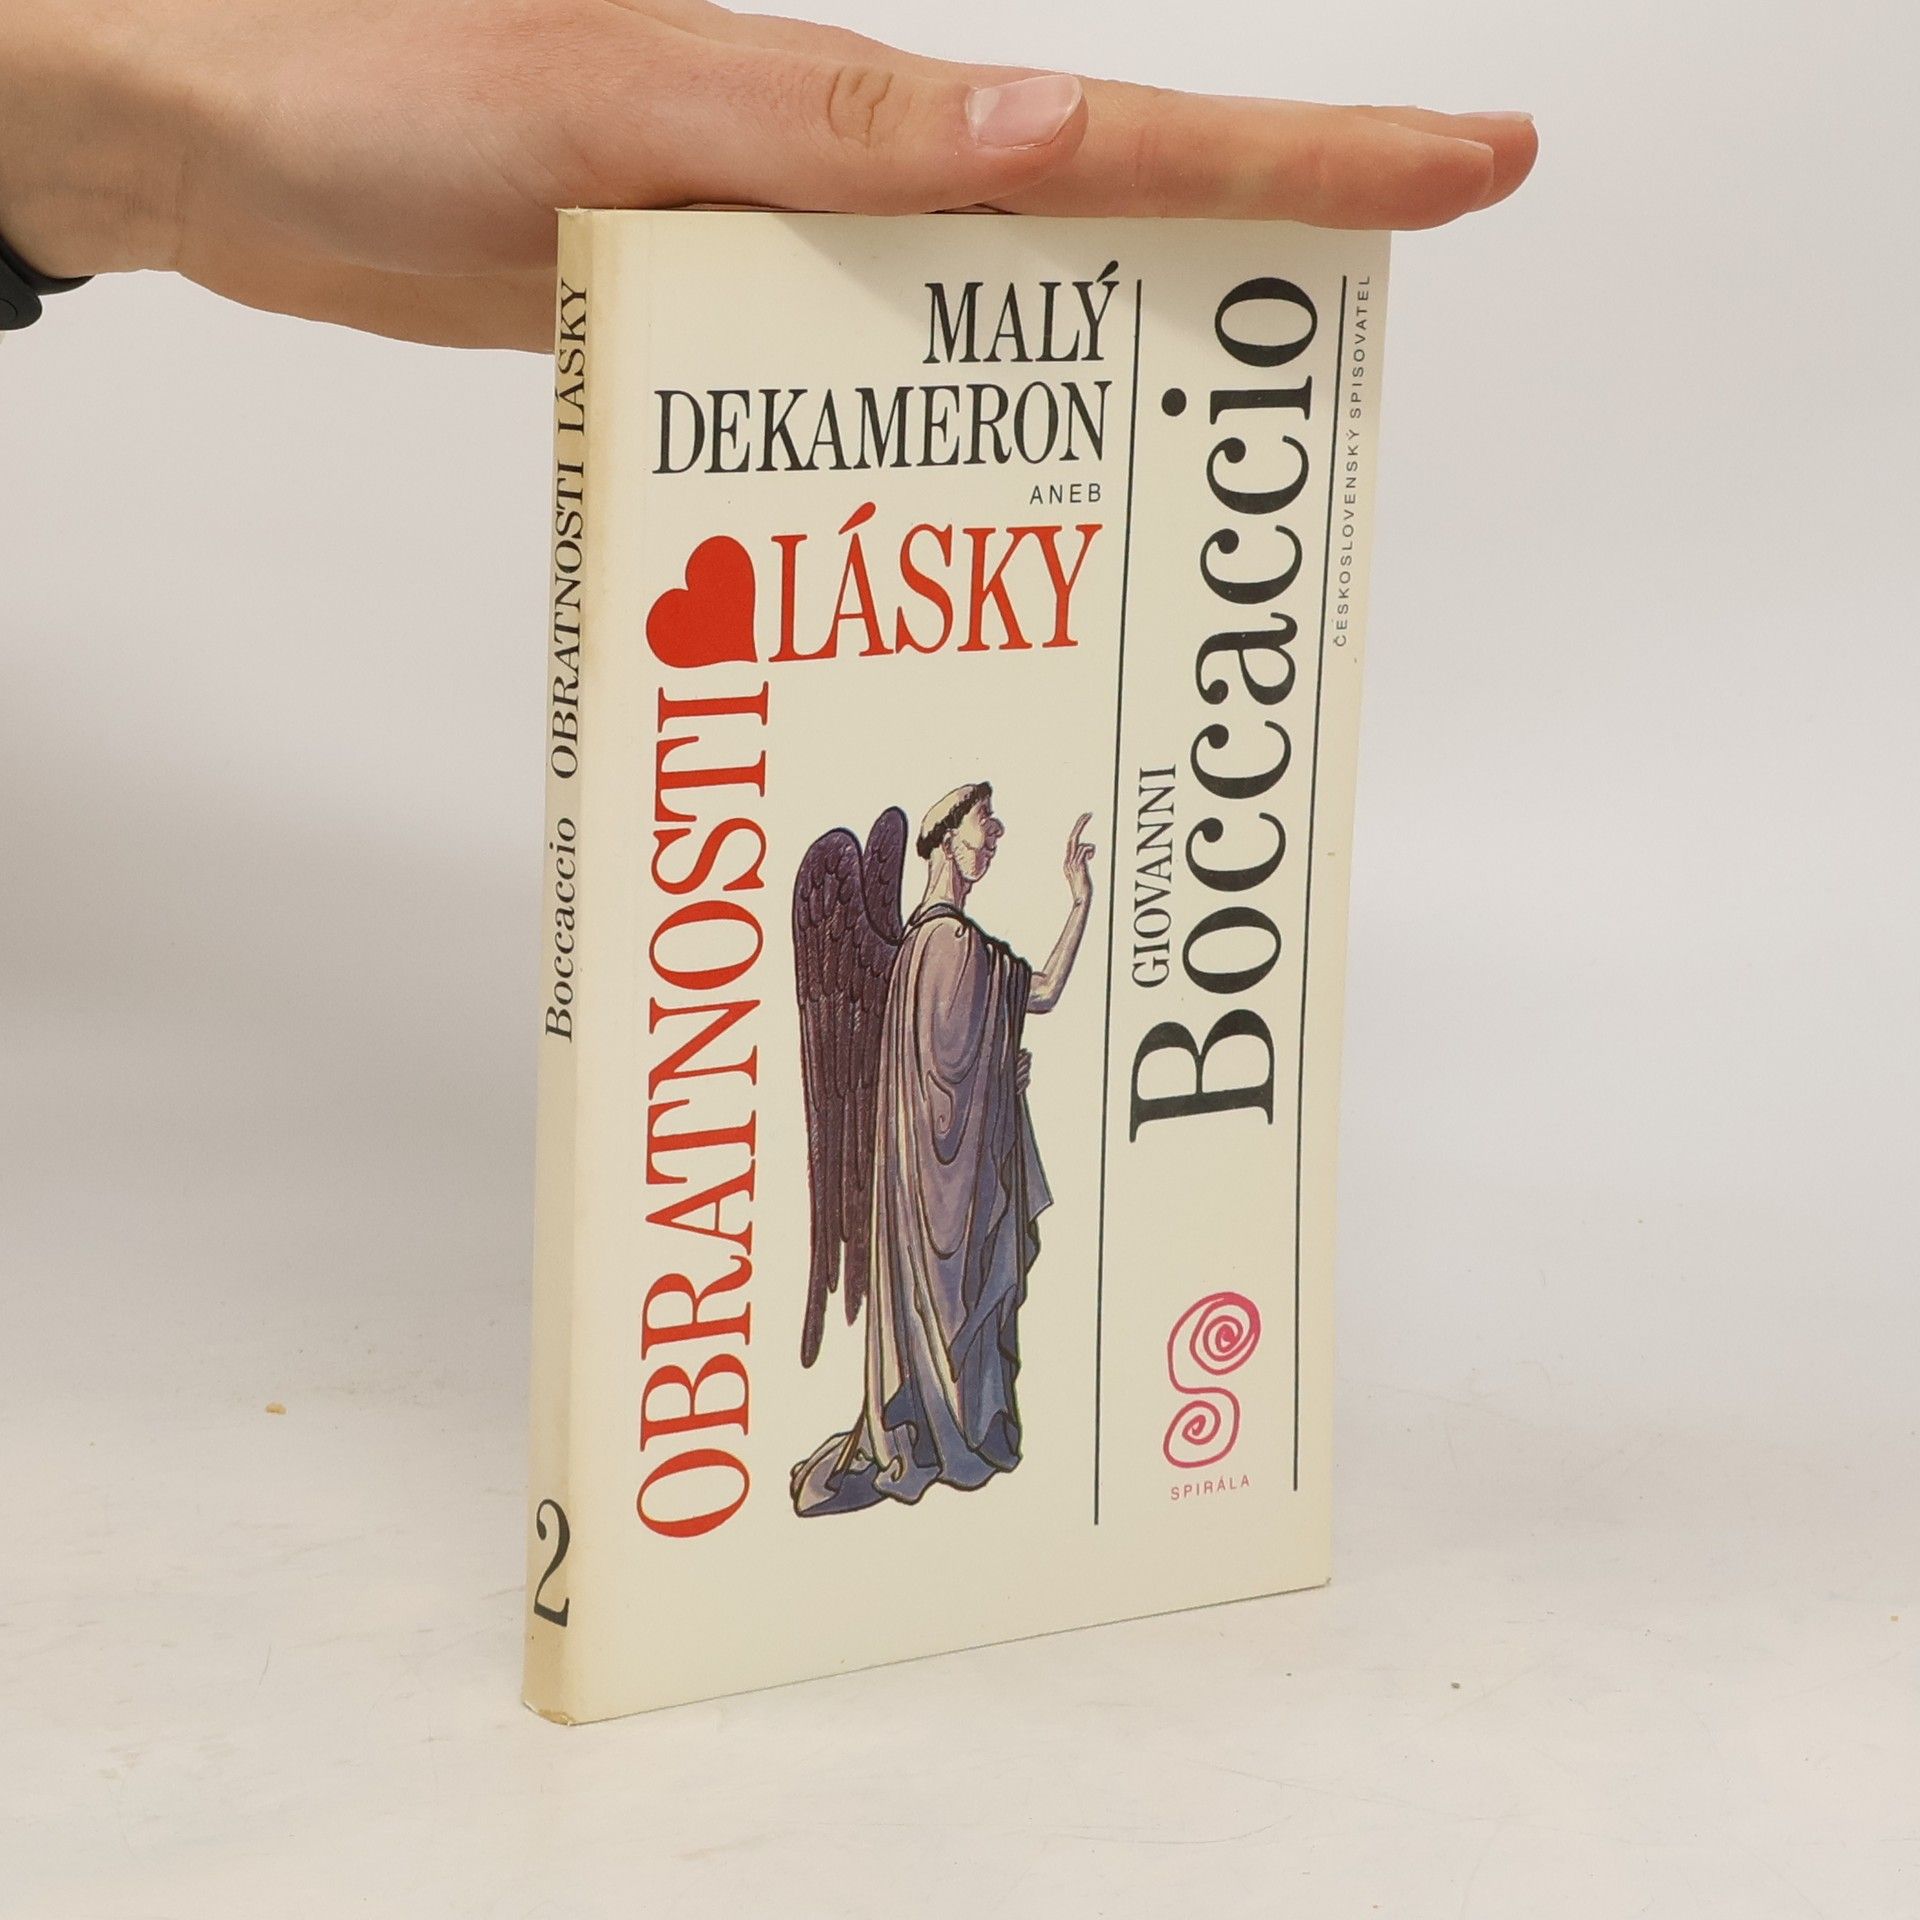 MALÝ
DEKAMERON
ANEB
OBRATNOSTI
LÁSKY
GIOVANNI
Boccaccio
ČESKOSLOVENSKÝ SPISOVATEL
SPIRÁLA
Boccaccio OBRATNOSTI LÁSKY
2